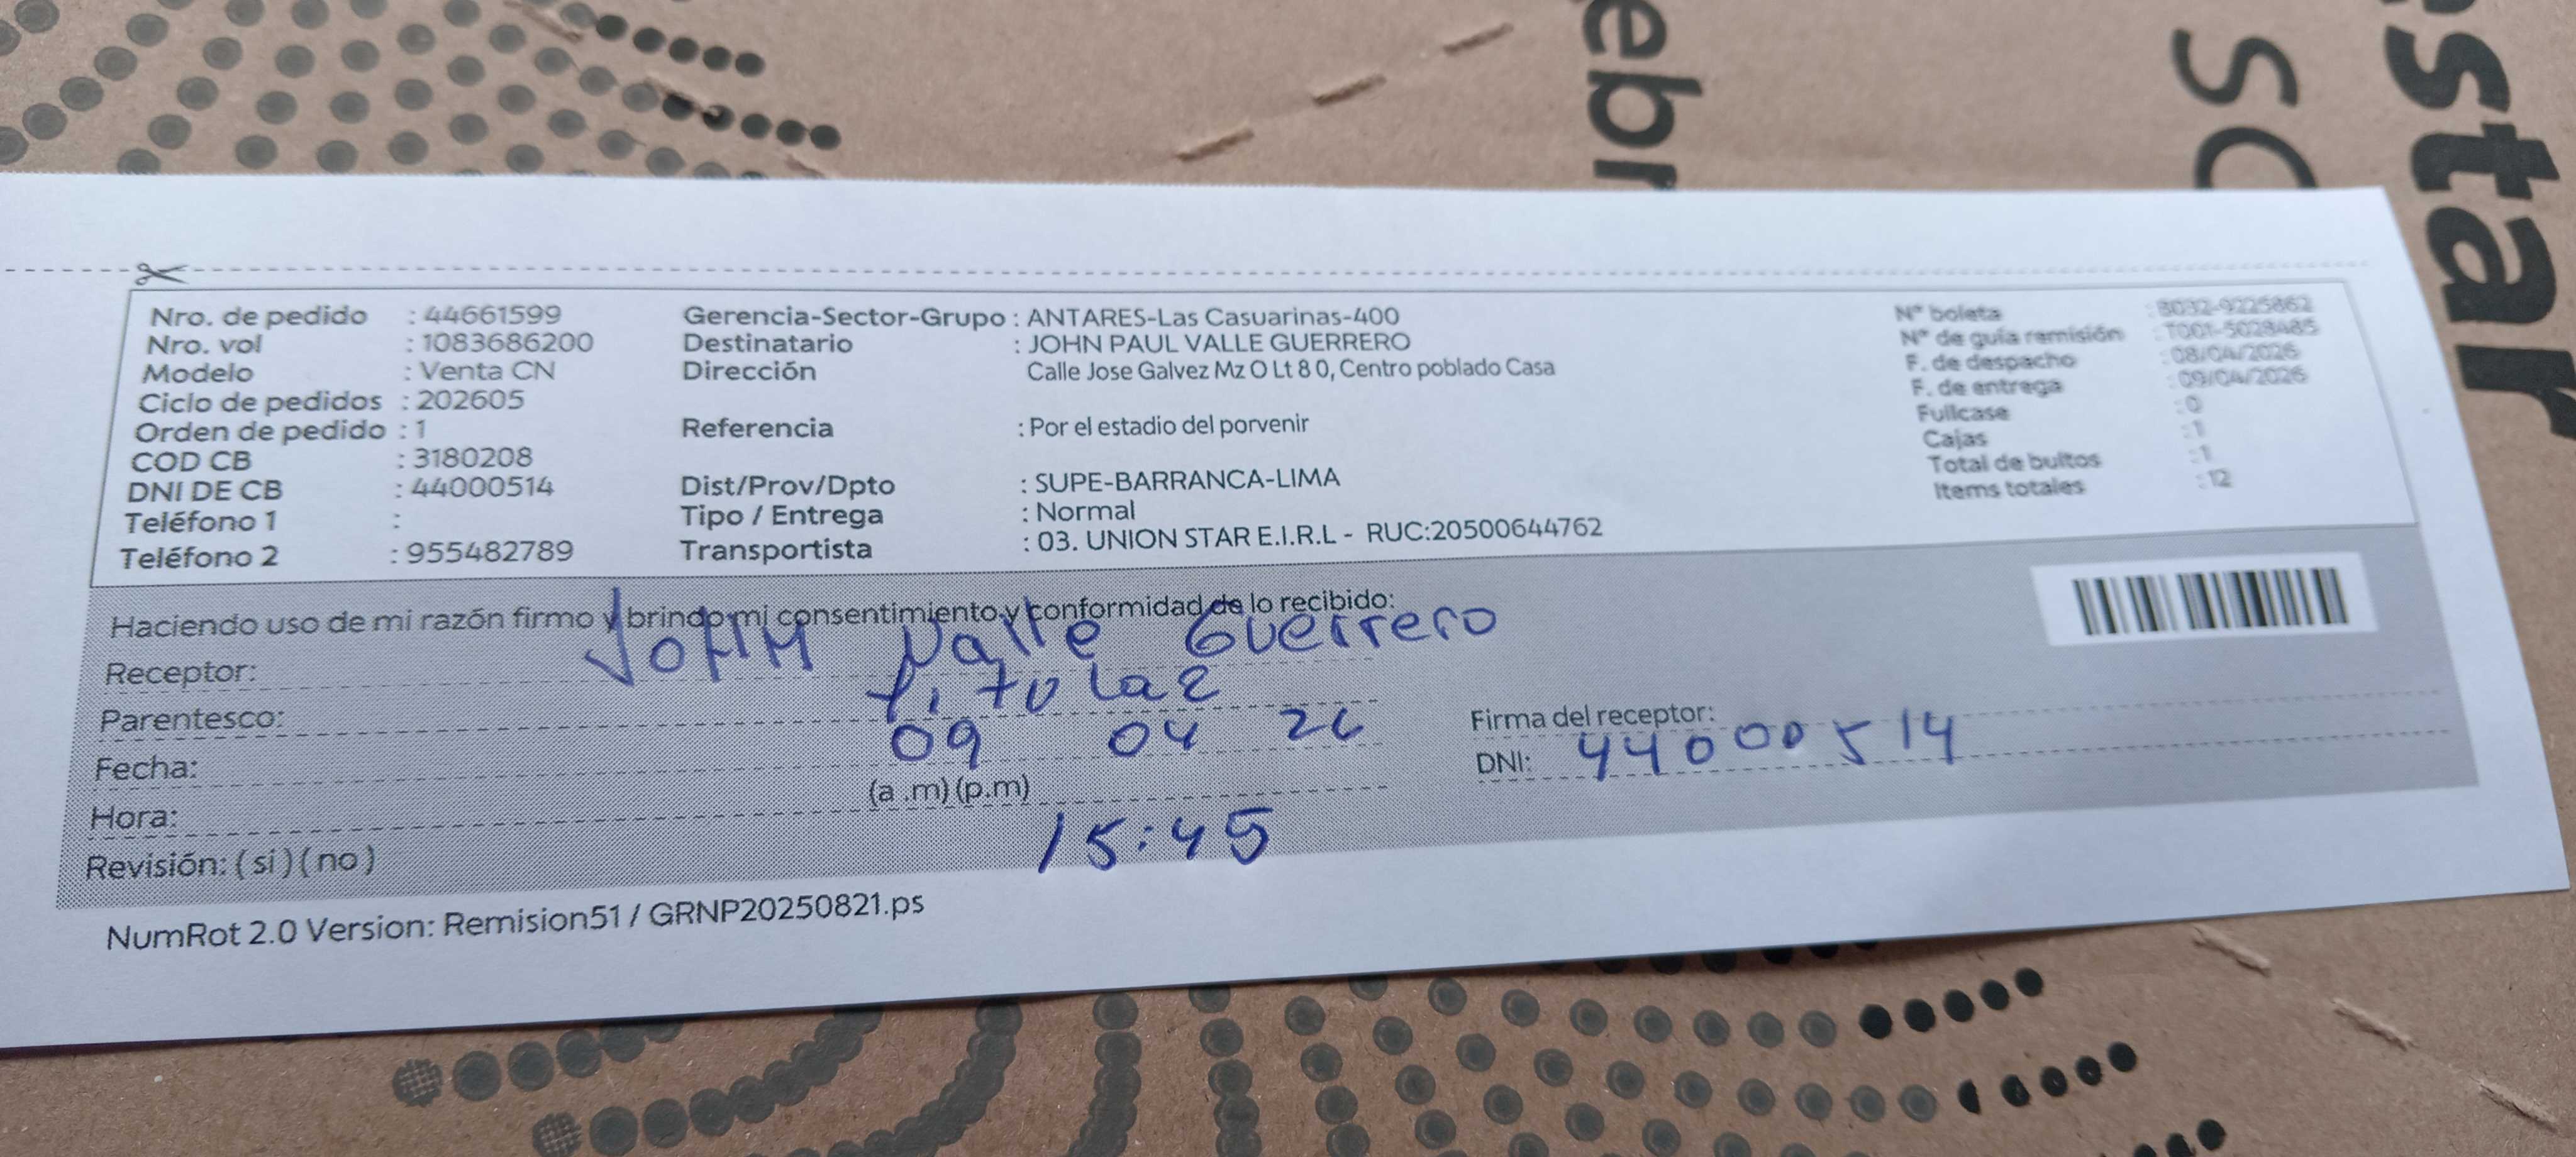 ebr
so
star
Nro. de pedido : 44661599
Nro. vol : 1083686200
Modelo : Venta CN
Ciclo de pedidos : 202605
Orden de pedido : 1
COD CB : 3180208
DNI DE CB : 44000514
Teléfono 1 :
Teléfono 2 : 955482789
Gerencia-Sector-Grupo : ANTARES-Las Casuarinas-400
Destinatario : JOHN PAUL VALLE GUERRERO
Dirección Calle Jose Galvez Mz O Lt 8 0, Centro poblado Casa
Referencia : Por el estadio del porvenir
Dist/Prov/Dpto : SUPE-BARRANCA-LIMA
Tipo / Entrega : Normal
Transportista : 03. UNION STAR E.I.R.L - RUC:20500644762
N° boleta : B032-9225862
N° de guía remisión : T001-5028485
F. de despacho : 08/04/2026
F. de entrega : 09/04/2026
Fullcase : 0
Cajas : 1
Total de bultos : 1
Items totales : 12
Haciendo uso de mi razón firmo y brindo mi consentimiento y conformidad de lo recibido:
Receptor: JOHN Valle Guerrero
Parentesco: titular
Fecha: 09 04 26
Hora: (a .m) (p.m)
15:45
Revisión: ( si ) ( no )
Firma del receptor:
DNI: 44000514
NumRot 2.0 Version: Remision51 / GRNP20250821.ps